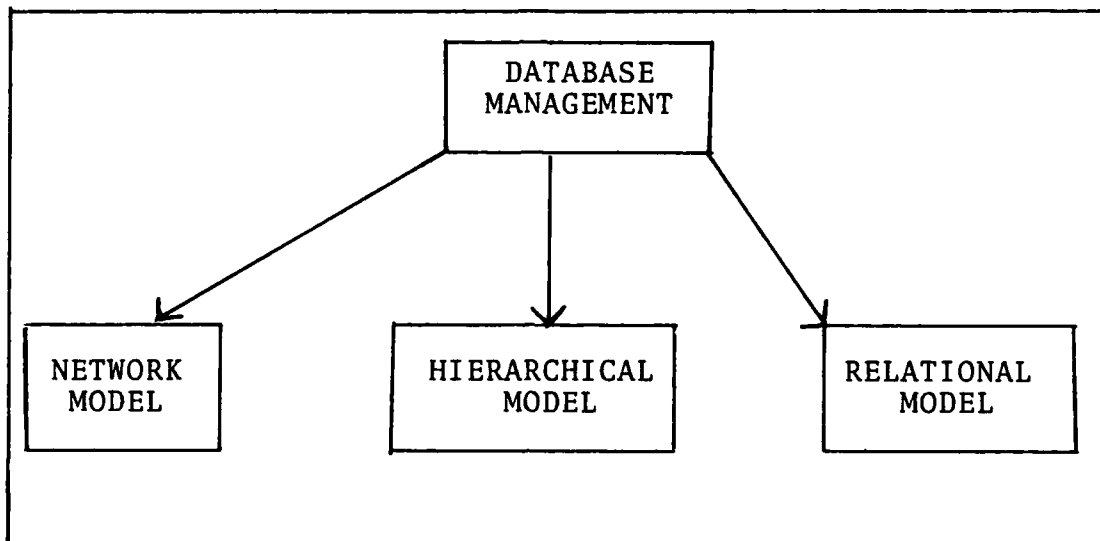 DATABASE
MANAGEMENT
NETWORK
MODEL
HIERARCHICAL
MODEL
RELATIONAL
MODEL